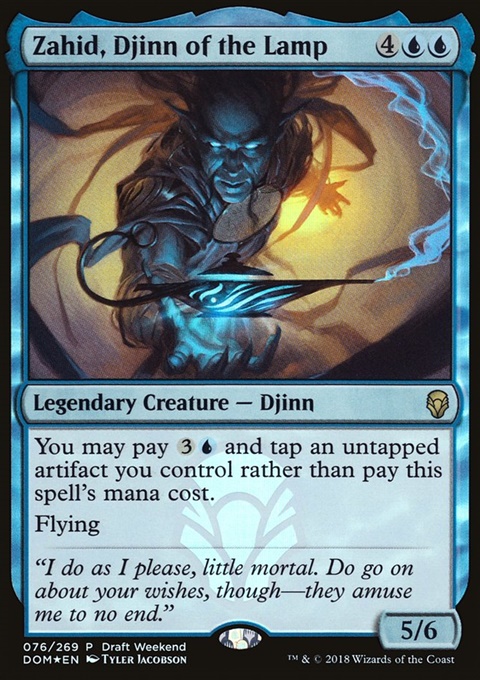 Zahid, Djinn of the Lamp 4
Legendary Creature — Djinn
You may pay 3 and tap an untapped
artifact you control rather than pay this
spell's mana cost.
Flying
"I do as I please, little mortal. Do go on
about your wishes, though—they amuse
me to no end."
5/6
076/269 P Draft Weekend
DOM★EN Tyler Jacobson
™ & © 2018 Wizards of the Coast